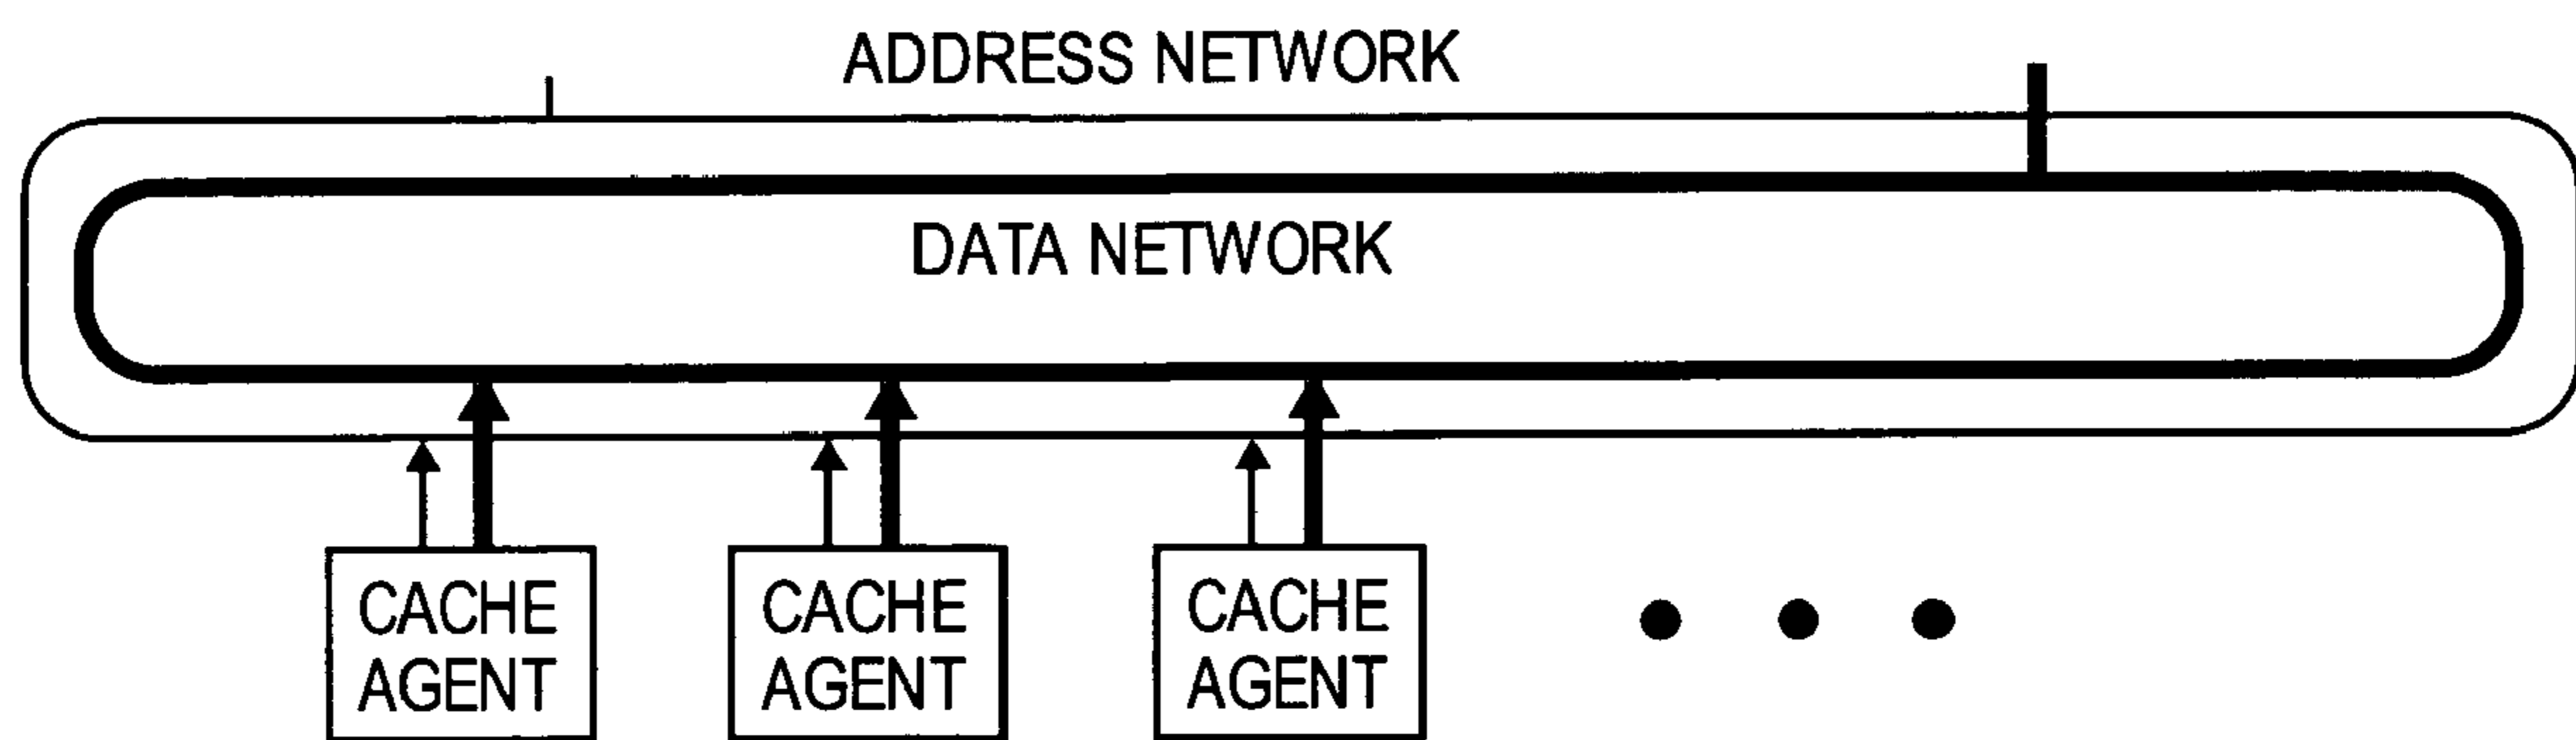 ADDRESS NETWORK
DATA NETWORK
CACHE
AGENT
CACHE
AGENT
CACHE
AGENT